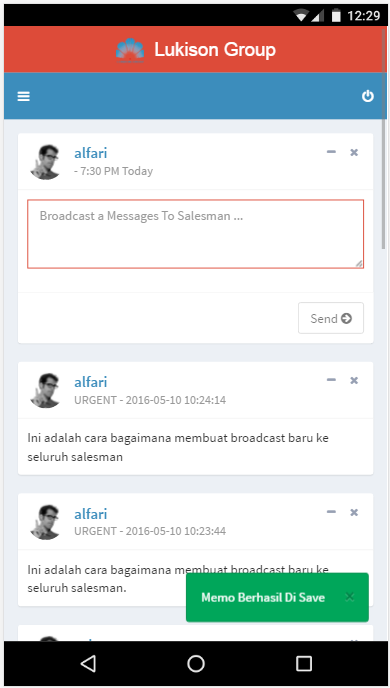 12:29
Lukison Group
alfari
- 7:30 PM Today
Broadcast a Messages To Salesman ...
Send
alfari
URGENT - 2016-05-10 10:24:14
Ini adalah cara bagaimana membuat broadcast baru ke
seluruh salesman
alfari
URGENT - 2016-05-10 10:23:44
Ini adalah cara bagaimana membuat broadcast baru ke
seluruh salesman.
Memo Berhasil Di Save